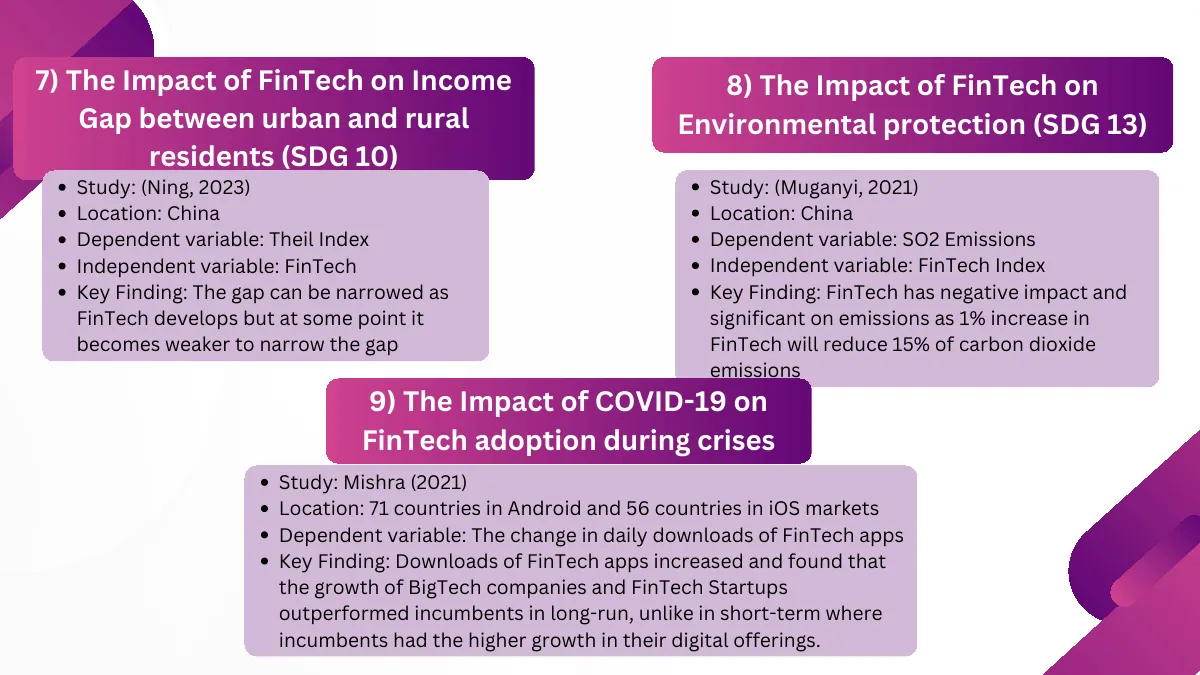 7) The Impact of FinTech on Income
Gap between urban and rural
residents (SDG 10)
• Study: (Ning, 2023)
• Location: China
• Dependent variable: Theil Index
• Independent variable: FinTech
• Key Finding: The gap can be narrowed as
FinTech develops but at some point it
becomes weaker to narrow the gap
8) The Impact of FinTech on
Environmental protection (SDG 13)
• Study: (Muganyi, 2021)
• Location: China
• Dependent variable: SO2 Emissions
• Independent variable: FinTech Index
• Key Finding: FinTech has negative impact and
significant on emissions as 1% increase in
FinTech will reduce 15% of carbon dioxide
emissions
9) The Impact of COVID-19 on
FinTech adoption during crises
• Study: Mishra (2021)
• Location: 71 countries in Android and 56 countries in iOS markets
• Dependent variable: The change in daily downloads of FinTech apps
• Key Finding: Downloads of FinTech apps increased and found that
the growth of BigTech companies and FinTech Startups
outperformed incumbents in long-run, unlike in short-term where
incumbents had the higher growth in their digital offerings.